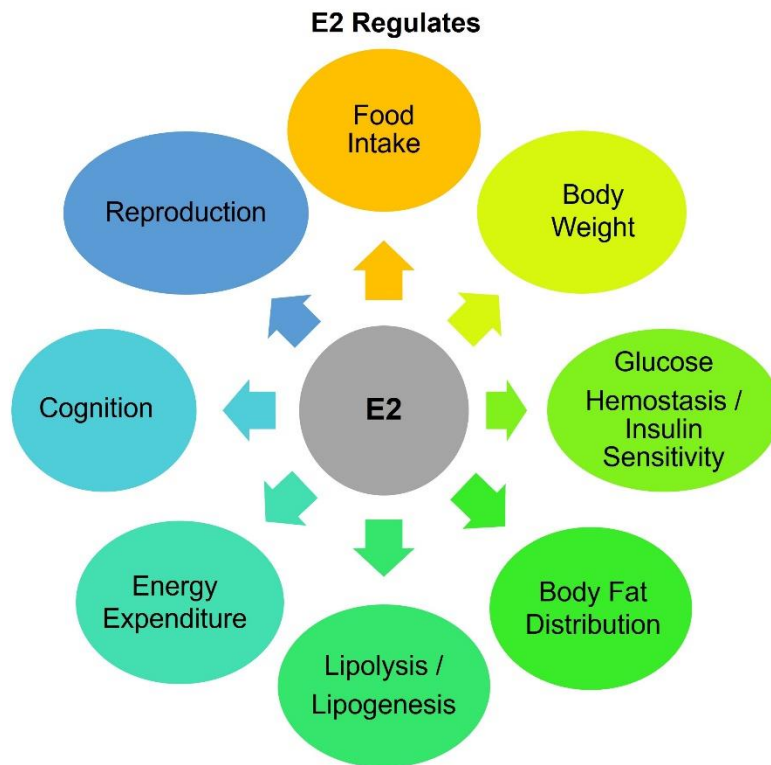 E2 Regulates
Food
Intake
Body
Weight
Glucose
Hemostasis /
Insulin
Sensitivity
Body Fat
Distribution
Lipolysis /
Lipogenesis
Energy
Expenditure
Cognition
Reproduction
E2